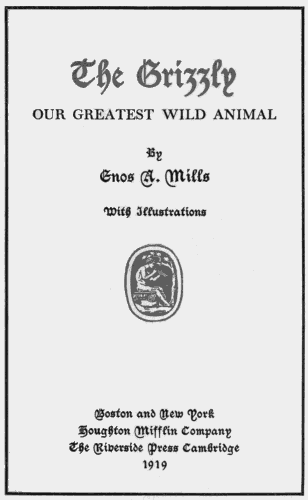 The Grizzly
OUR GREATEST WILD ANIMAL
By
Enos A. Mills
With Illustrations
Boston and New York
Houghton Mifflin Company
The Riverside Press Cambridge
1919